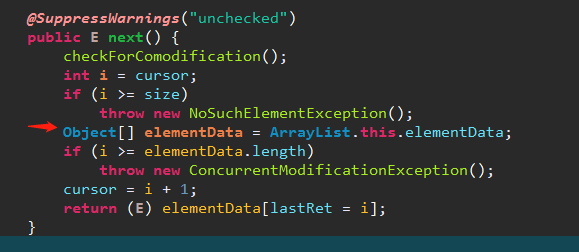 @SuppressWarnings("unchecked")
public E next() {
checkForComodification();
int i = cursor;
if (i >= size)
throw new NoSuchElementException();
Object[] elementData = ArrayList.this.elementData;
if (i >= elementData.length)
throw new ConcurrentModificationException();
cursor = i + 1;
return (E) elementData[lastRet = i];
}